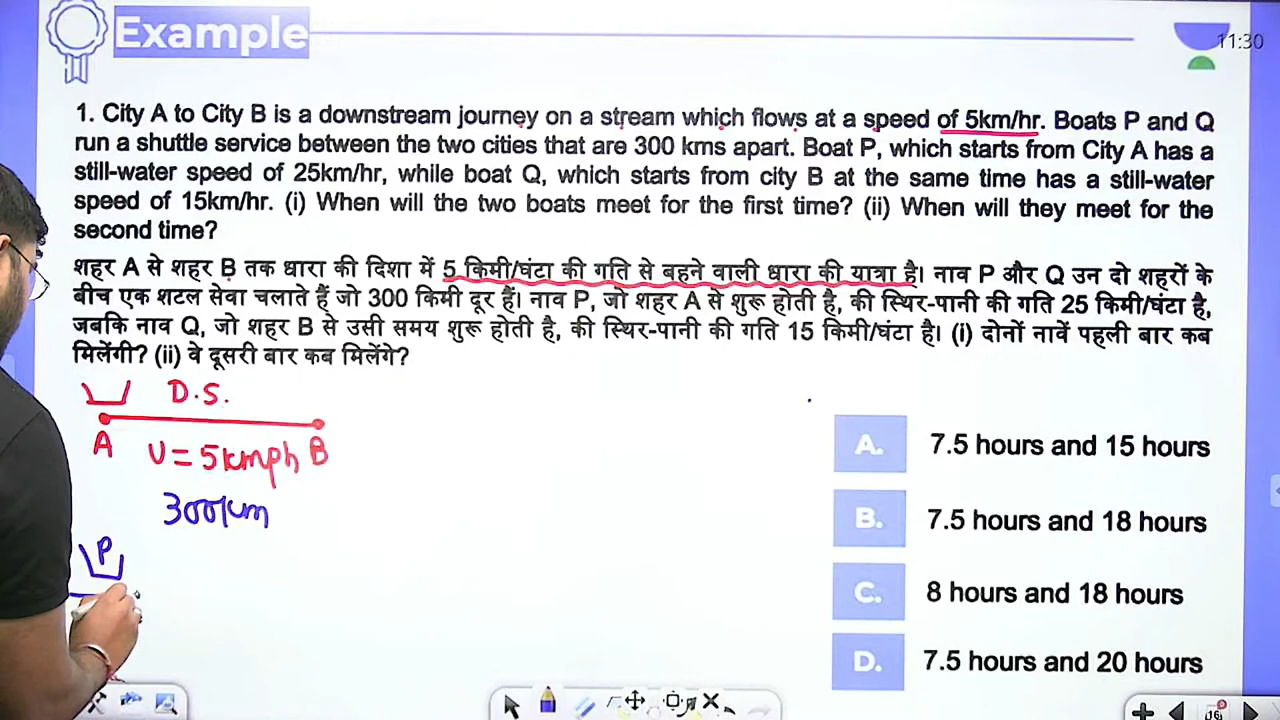 Example
11:30
1. City A to City B is a downstream journey on a stream which flows at a speed of 5km/hr. Boats P and Q
run a shuttle service between the two cities that are 300 kms apart. Boat P, which starts from City A has a
still-water speed of 25km/hr, while boat Q, which starts from city B at the same time has a still-water
speed of 15km/hr. (i) When will the two boats meet for the first time? (ii) When will they meet for the
second time?
शहर A से शहर B तक धारा की दिशा में 5 किमी/घंटा की गति से बहने वाली धारा की यात्रा है। नाव P और Q उन दो शहरों के
बीच एक शटल सेवा चलाते हैं जो 300 किमी दूर हैं। नाव P, जो शहर A से शुरू होती है, की स्थिर-पानी की गति 25 किमी/घंटा है,
जबकि नाव Q, जो शहर B से उसी समय शुरू होती है, की स्थिर-पानी की गति 15 किमी/घंटा है। (i) दोनों नावें पहली बार कब
मिलेंगी? (ii) वे दूसरी बार कब मिलेंगे?
D.S.
A υ=5kmph B
300km
P
A. 7.5 hours and 15 hours
B. 7.5 hours and 18 hours
C. 8 hours and 18 hours
D. 7.5 hours and 20 hours